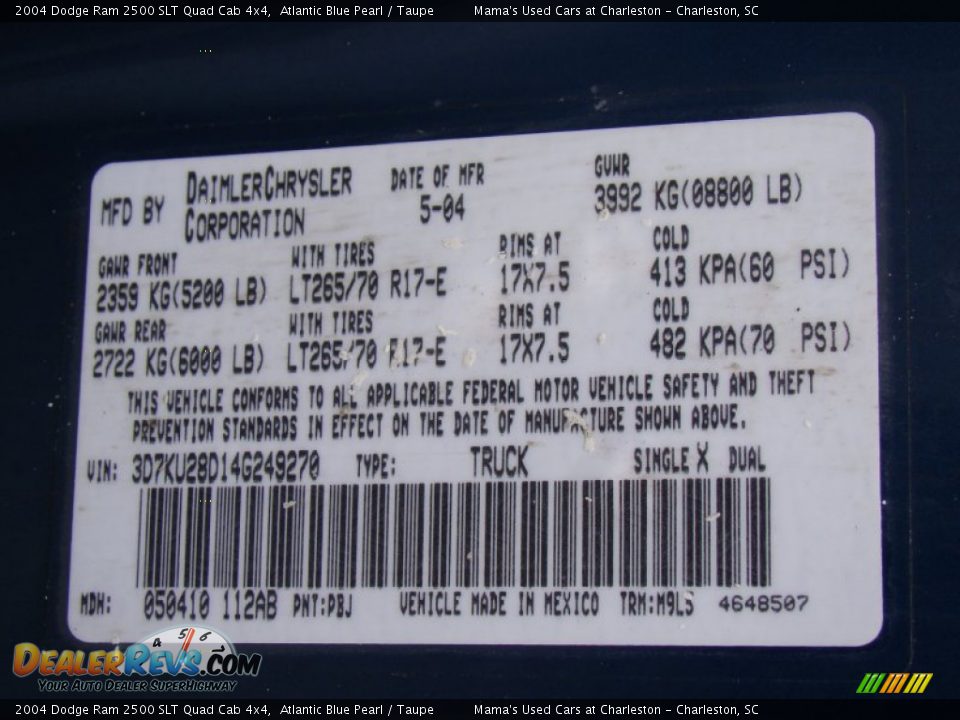 2004 Dodge Ram 2500 SLT Quad Cab 4x4,  Atlantic Blue Pearl / Taupe    Mama's Used Cars at Charleston - Charleston, SC
MFD BY DAIMLERCHRYSLER CORPORATION DATE OF MFR 5-04 GVWR 3992 KG(08800 LB)
GAWR FRONT WITH TIRES RIMS AT COLD
2359 KG(5200 LB) LT265/70 R17-E 17X7.5 413 KPA(60 PSI)
GAWR REAR WITH TIRES RIMS AT COLD
2722 KG(6000 LB) LT265/70 R17-E 17X7.5 482 KPA(70 PSI)
THIS VEHICLE CONFORMS TO ALL APPLICABLE FEDERAL MOTOR VEHICLE SAFETY AND THEFT
PREVENTION STANDARDS IN EFFECT ON THE DATE OF MANUFACTURE SHOWN ABOVE.
VIN: 3D7KU28D14G249270 TYPE: TRUCK SINGLE X DUAL
MDH: 050410 112AB PNT:PBJ VEHICLE MADE IN MEXICO TRM:M9L5 4648507
4 5 6
DEALERREVS.COM
YOUR AUTO DEALER SUPERHIGHWAY
2004 Dodge Ram 2500 SLT Quad Cab 4x4,  Atlantic Blue Pearl / Taupe    Mama's Used Cars at Charleston - Charleston, SC